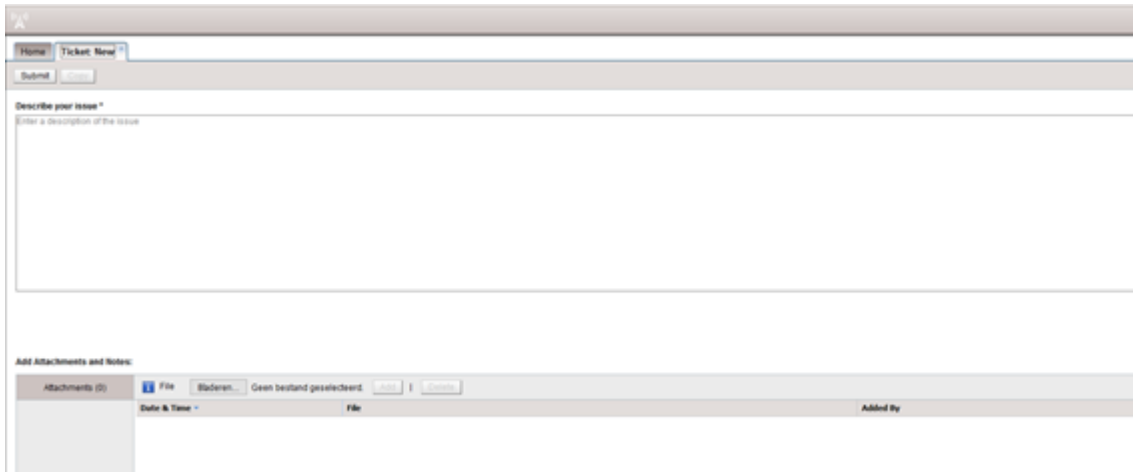 Home Ticket: New
Submit Copy
Describe your issue *
Enter a description of the issue
Add Attachments and Notes:
Attachments (0) File Bladeren... Geen bestand geselecteerd. Add | Delete
Date & Time File Added By